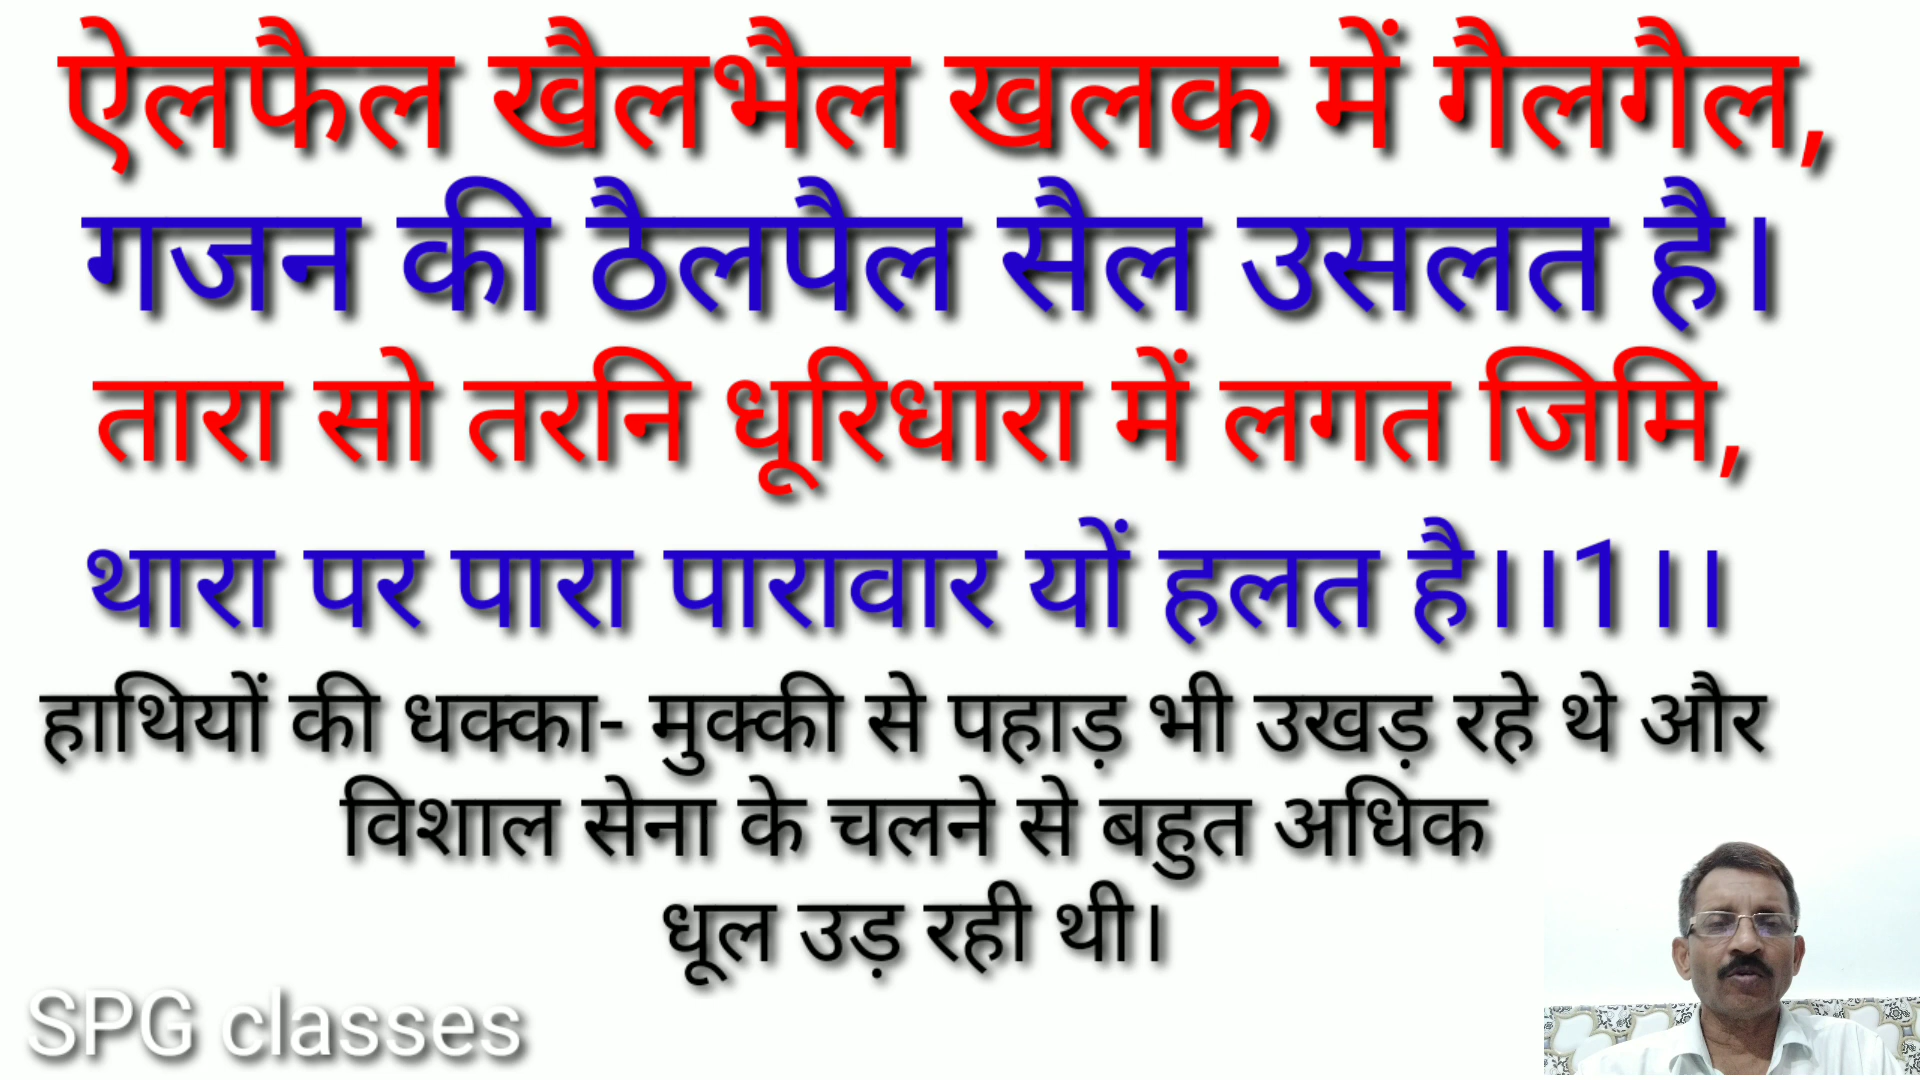 ऐलफैल खैलभैल खलक में गैलगैल,
गजन की ठैलपैल सैल उसलत है।
तारा सो तरनि धूरिधारा में लगत जिमि,
थारा पर पारा पारावार यों हलत है।।1।।
हाथियों की धक्का- मुक्की से पहाड़ भी उखड़ रहे थे और
विशाल सेना के चलने से बहुत अधिक
धूल उड़ रही थी।
SPG classes